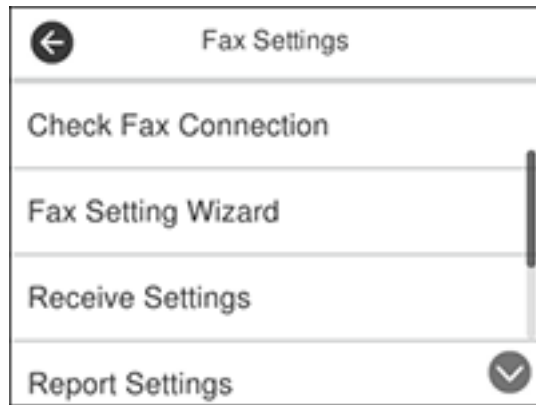 Fax Settings
Check Fax Connection
Fax Setting Wizard
Receive Settings
Report Settings